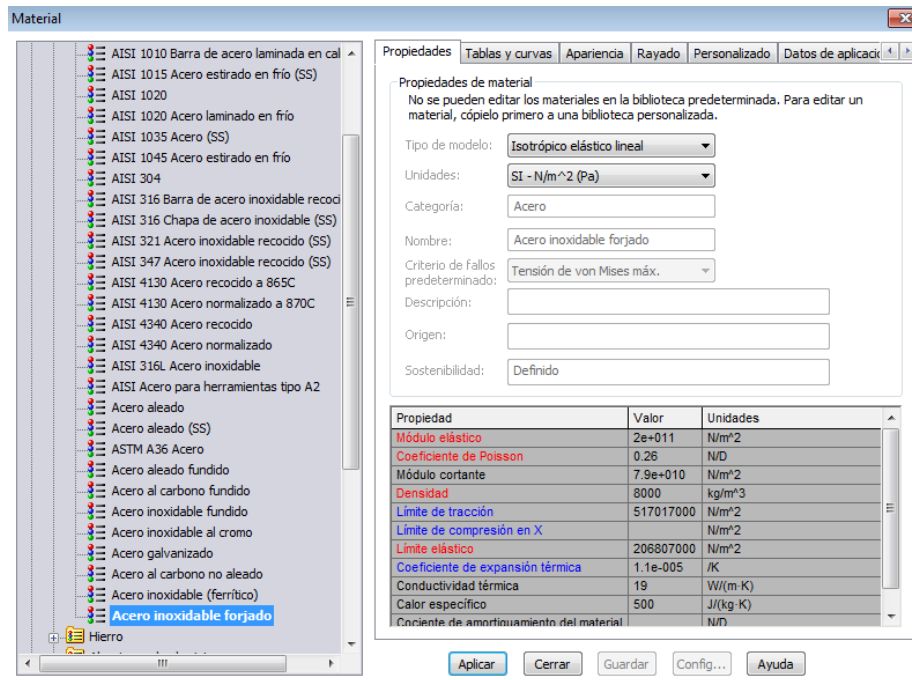 Material
AISI 1010 Barra de acero laminada en cal
AISI 1015 Acero estirado en frío (SS)
AISI 1020
AISI 1020 Acero laminado en frío
AISI 1035 Acero (SS)
AISI 1045 Acero estirado en frío
AISI 304
AISI 316 Barra de acero inoxidable recoci
AISI 316 Chapa de acero inoxidable (SS)
AISI 321 Acero inoxidable recocido (SS)
AISI 347 Acero inoxidable recocido (SS)
AISI 4130 Acero recocido a 865C
AISI 4130 Acero normalizado a 870C
AISI 4340 Acero recocido
AISI 4340 Acero normalizado
AISI 316L Acero inoxidable
AISI Acero para herramientas tipo A2
Acero aleado
Acero aleado (SS)
ASTM A36 Acero
Acero aleado fundido
Acero al carbono fundido
Acero inoxidable fundido
Acero inoxidable al cromo
Acero galvanizado
Acero al carbono no aleado
Acero inoxidable (ferrítico)
Acero inoxidable forjado
Hierro
Propiedades Tablas y curvas Apariencia Rayado Personalizado Datos de aplicació
Propiedades de material
No se pueden editar los materiales en la biblioteca predeterminada. Para editar un
material, cópielo primero a una biblioteca personalizada.
Tipo de modelo: Isotrópico elástico lineal
Unidades: SI - N/m^2 (Pa)
Categoría: Acero
Nombre: Acero inoxidable forjado
Criterio de fallos
predeterminado: Tensión de von Mises máx.
Descripción:
Origen:
Sostenibilidad: Definido
Propiedad Valor Unidades
Módulo elástico 2e+011 N/m^2
Coeficiente de Poisson 0.26 N/D
Módulo cortante 7.9e+010 N/m^2
Densidad 8000 kg/m^3
Límite de tracción 517017000 N/m^2
Límite de compresión en X N/m^2
Límite elástico 206807000 N/m^2
Coeficiente de expansión térmica 1.1e-005 /K
Conductividad térmica 19 W/(m·K)
Calor específico 500 J/(kg·K)
Cociente de amortiguamiento del material N/D
Aplicar Cerrar Guardar Config... Ayuda